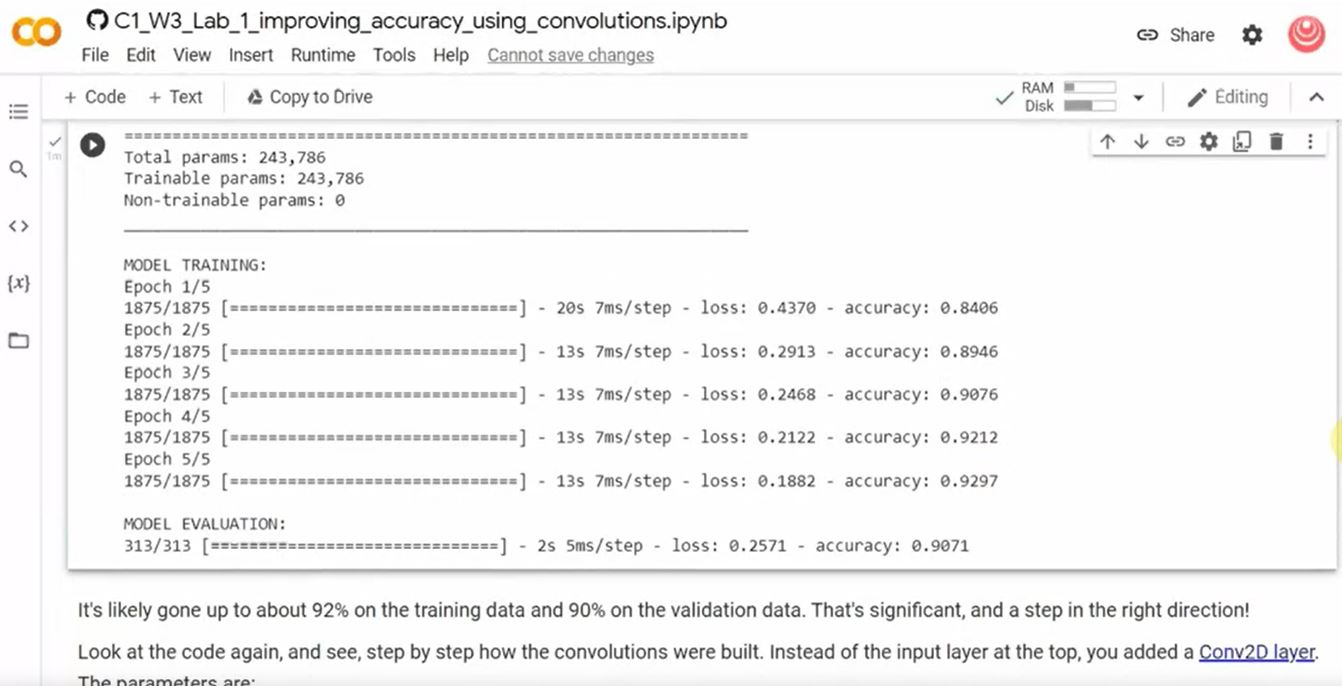 C1_W3_Lab_1_improving_accuracy_using_convolutions.ipynb
File Edit View Insert Runtime Tools Help Cannot save changes
Share
+ Code + Text Copy to Drive
RAM
Disk
Editing
1m
==================================================================
Total params: 243,786
Trainable params: 243,786
Non-trainable params: 0
_________________________________________________________________
MODEL TRAINING:
Epoch 1/5
1875/1875 [==============================] - 20s 7ms/step - loss: 0.4370 - accuracy: 0.8406
Epoch 2/5
1875/1875 [==============================] - 13s 7ms/step - loss: 0.2913 - accuracy: 0.8946
Epoch 3/5
1875/1875 [==============================] - 13s 7ms/step - loss: 0.2468 - accuracy: 0.9076
Epoch 4/5
1875/1875 [==============================] - 13s 7ms/step - loss: 0.2122 - accuracy: 0.9212
Epoch 5/5
1875/1875 [==============================] - 13s 7ms/step - loss: 0.1882 - accuracy: 0.9297
MODEL EVALUATION:
313/313 [==============================] - 2s 5ms/step - loss: 0.2571 - accuracy: 0.9071
It's likely gone up to about 92% on the training data and 90% on the validation data. That's significant, and a step in the right direction!
Look at the code again, and see, step by step how the convolutions were built. Instead of the input layer at the top, you added a Conv2D layer.
The parameters are: